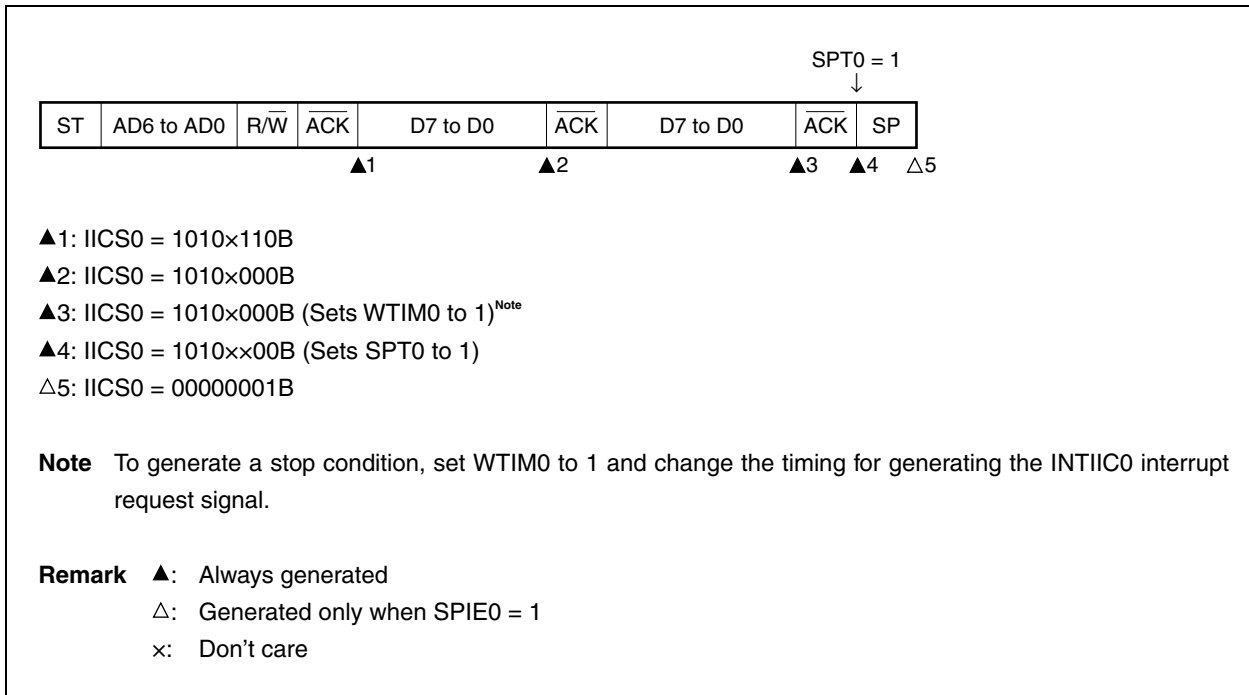 SPT0 = 1
↓
ST AD6 to AD0 R/W̅ A̅C̅K̅ D7 to D0 A̅C̅K̅ D7 to D0 A̅C̅K̅ SP
▲1 ▲2 ▲3 ▲4 △5
▲1: IICS0 = 1010×110B
▲2: IICS0 = 1010×000B
▲3: IICS0 = 1010×000B (Sets WTIM0 to 1)Note
▲4: IICS0 = 1010××00B (Sets SPT0 to 1)
△5: IICS0 = 00000001B
Note To generate a stop condition, set WTIM0 to 1 and change the timing for generating the INTIIC0 interrupt
request signal.
Remark ▲: Always generated
△: Generated only when SPIE0 = 1
×: Don't care